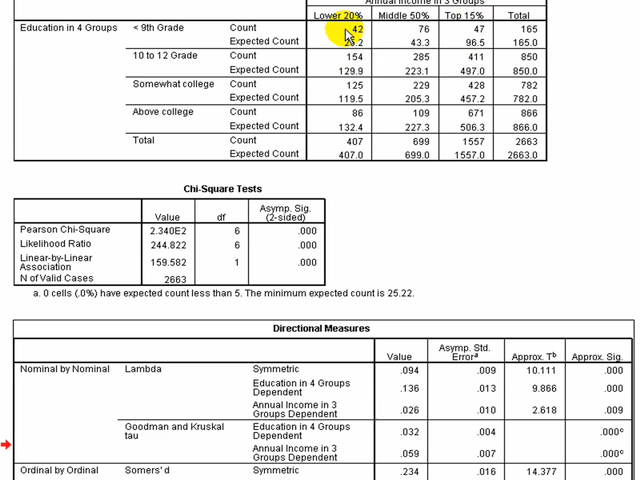 Annual Income in 3 Groups
Lower 20% Middle 50% Top 15% Total
Education in 4 Groups < 9th Grade Count 42 76 47 165
Expected Count 25.2 43.3 96.5 165.0
10 to 12 Grade Count 154 285 411 850
Expected Count 129.9 223.1 497.0 850.0
Somewhat college Count 125 229 428 782
Expected Count 119.5 205.3 457.2 782.0
Above college Count 86 109 671 866
Expected Count 132.4 227.3 506.3 866.0
Total Count 407 699 1557 2663
Expected Count 407.0 699.0 1557.0 2663.0
Chi-Square Tests
Value df Asymp. Sig. (2-sided)
Pearson Chi-Square 2.340E2 6 .000
Likelihood Ratio 244.822 6 .000
Linear-by-Linear Association 159.582 1 .000
N of Valid Cases 2663
a. 0 cells (.0%) have expected count less than 5. The minimum expected count is 25.22.
Directional Measures
Value Asymp. Std. Errorᵃ Approx. Tᵇ Approx. Sig.
Nominal by Nominal Lambda Symmetric .094 .009 10.111 .000
Education in 4 Groups Dependent .136 .013 9.866 .000
Annual Income in 3 Groups Dependent .026 .010 2.618 .009
Goodman and Kruskal tau Education in 4 Groups Dependent .032 .004 .000ᶜ
Annual Income in 3 Groups Dependent .059 .007 .000ᶜ
Ordinal by Ordinal Somers' d Symmetric .234 .016 14.377 .000